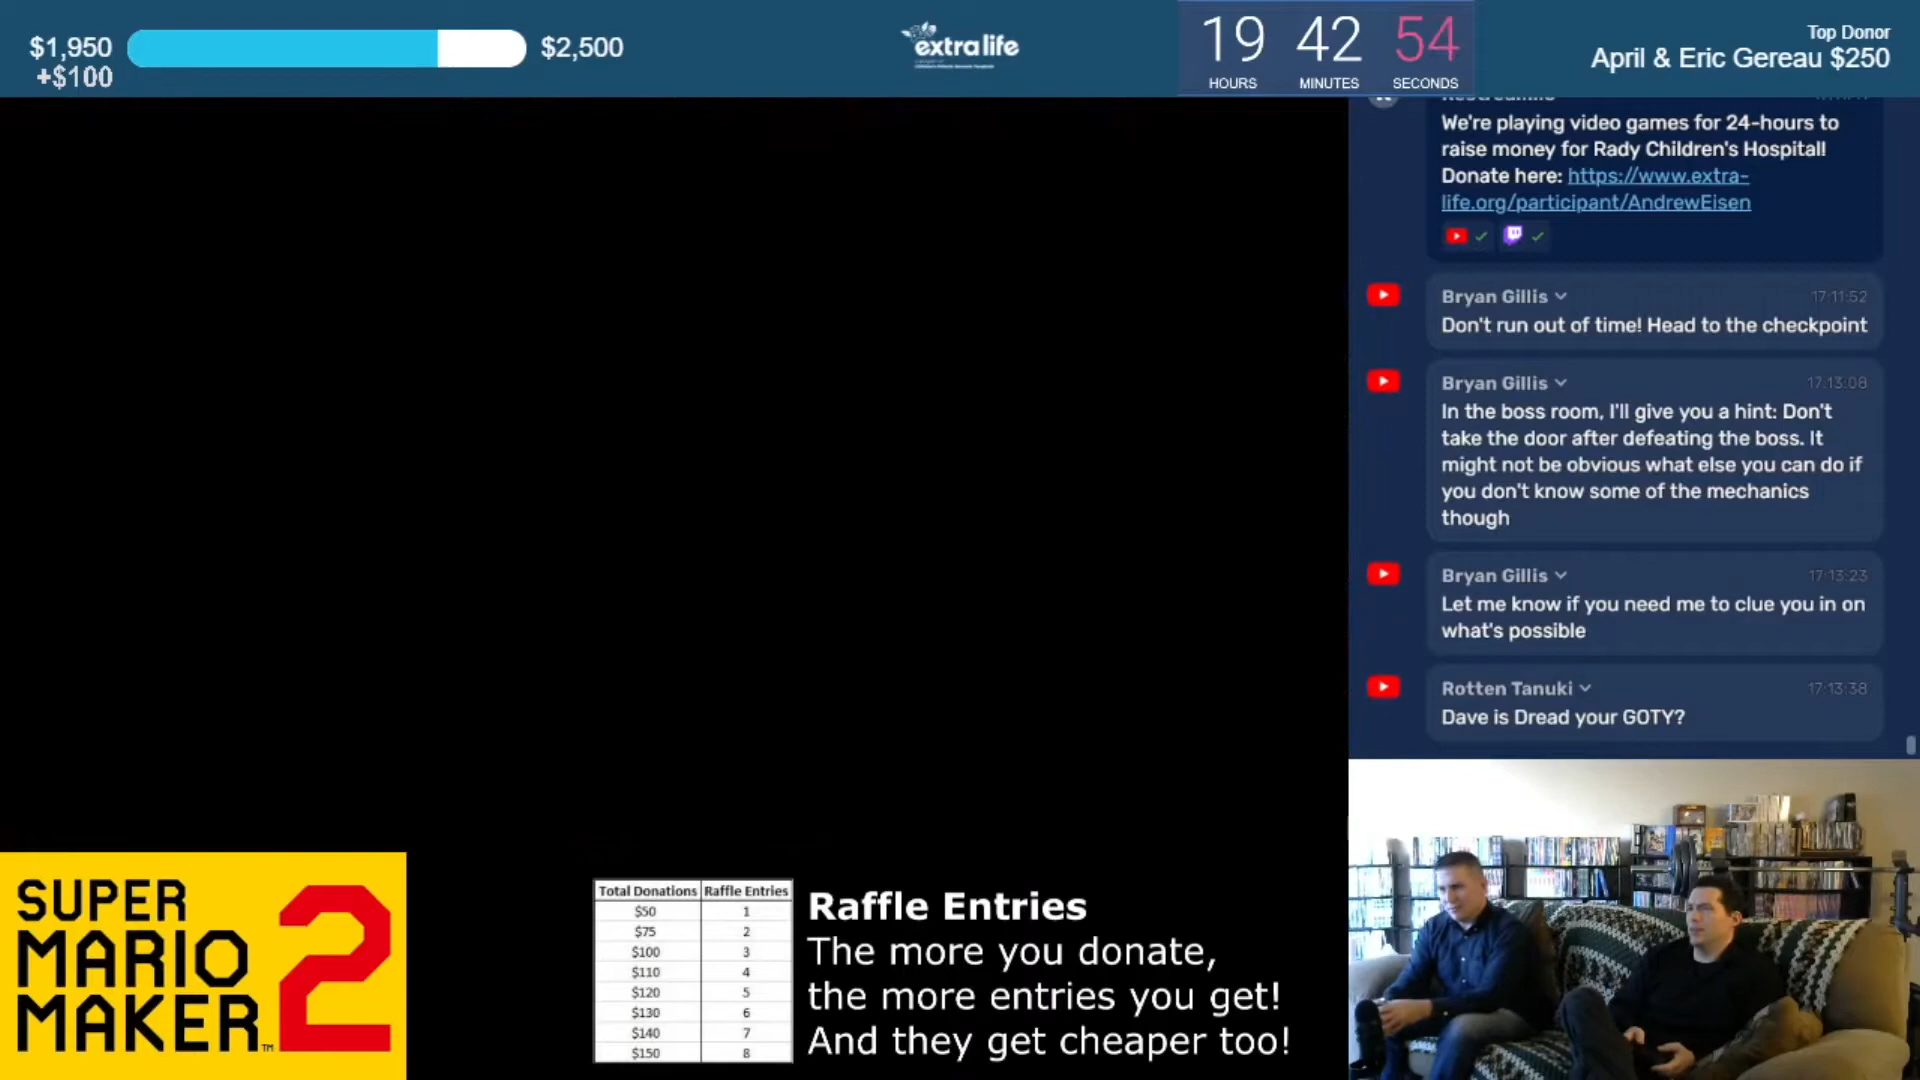 $1,950
+$100
$2,500
extralife
19 42 54
HOURS MINUTES SECONDS
Top Donor
April & Eric Gereau $250
We're playing video games for 24-hours to
raise money for Rady Children's Hospital!
Donate here: https://www.extra-
life.org/participant/AndrewEisen
Bryan Gillis 17:11:52
Don't run out of time! Head to the checkpoint
Bryan Gillis 17:13:08
In the boss room, I'll give you a hint: Don't
take the door after defeating the boss. It
might not be obvious what else you can do if
you don't know some of the mechanics
though
Bryan Gillis 17:13:23
Let me know if you need me to clue you in on
what's possible
Rotten Tanuki 17:13:38
Dave is Dread your GOTY?
SUPER
MARIO
MAKER 2
TM
Total Donations Raffle Entries
$50 1
$75 2
$100 3
$110 4
$120 5
$130 6
$140 7
$150 8
Raffle Entries
The more you donate,
the more entries you get!
And they get cheaper too!